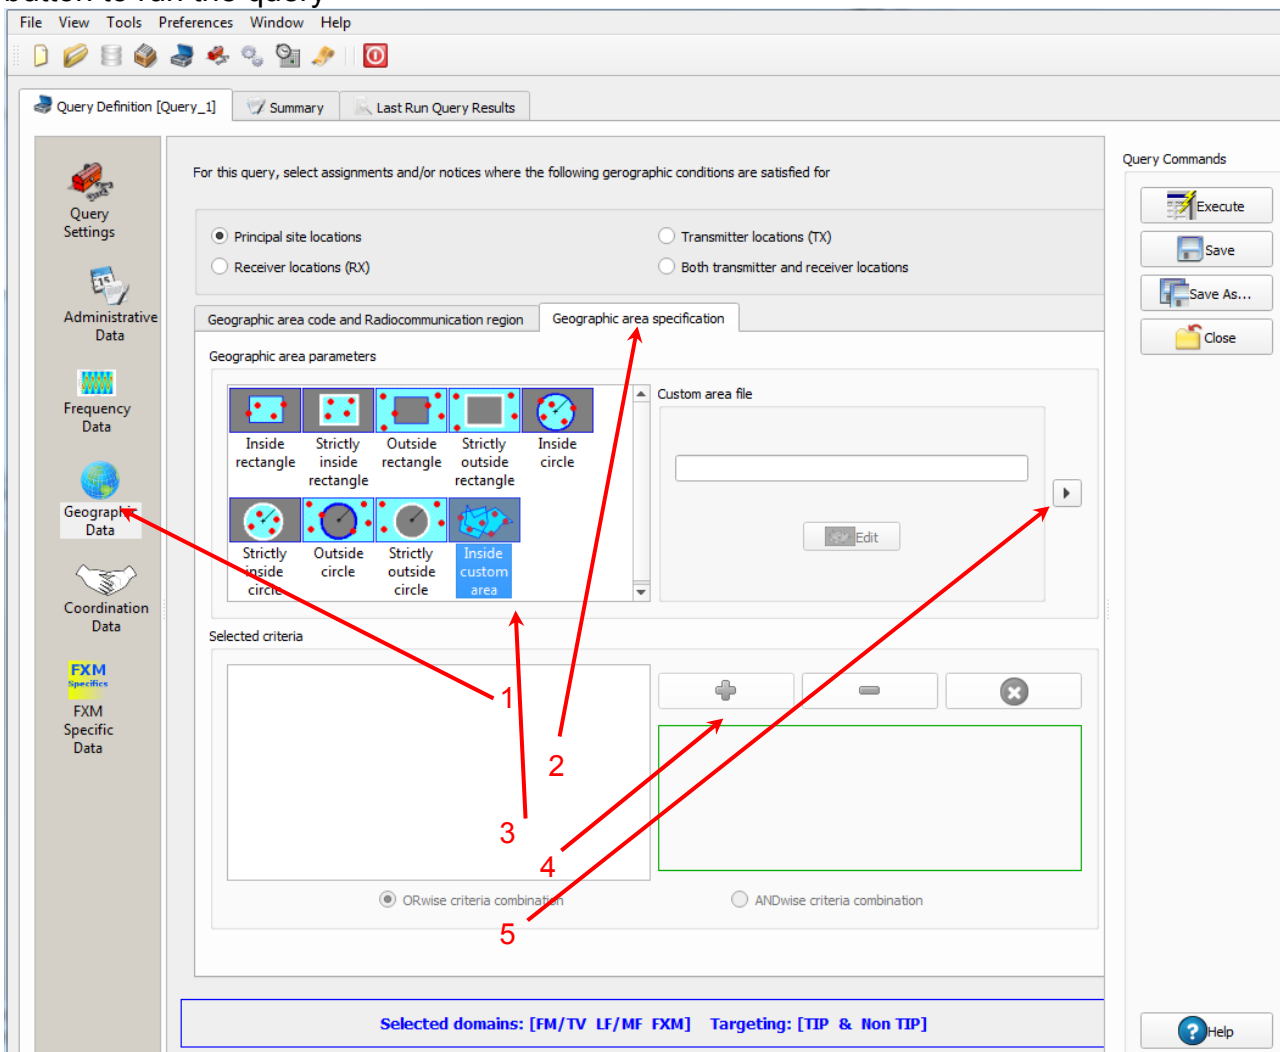 button to run the query
File View Tools Preferences Window Help
Query Definition [Query_1] Summary Last Run Query Results
Query Settings
Administrative Data
Frequency Data
Geographic Data
Coordination Data
FXM Specifics
FXM Specific Data
For this query, select assignments and/or notices where the following gerographic conditions are satisfied for
Principal site locations
Transmitter locations (TX)
Receiver locations (RX)
Both transmitter and receiver locations
Geographic area code and Radiocommunication region
Geographic area specification
Geographic area parameters
Inside rectangle
Strictly inside rectangle
Outside rectangle
Strictly outside rectangle
Inside circle
Strictly inside circle
Outside circle
Strictly outside circle
Inside custom area
Custom area file
Edit
Selected criteria
1
2
3
4
5
ORwise criteria combination
ANDwise criteria combination
Selected domains: [FM/TV LF/MF FXM] Targeting: [TIP & Non TIP]
Query Commands
Execute
Save
Save As...
Close
Help